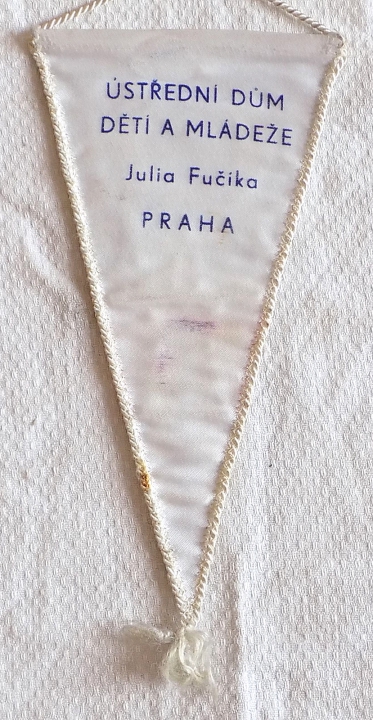 ÚSTŘEDNÍ DŮM
DĚTÍ A MLÁDEŽE
Julia Fučíka
PRAHA